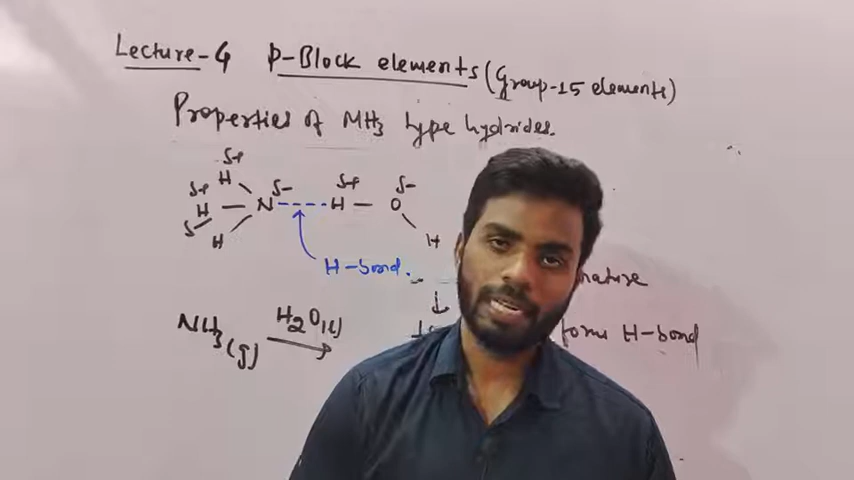 Lecture-4 p-Block elements (Group-15 elements)
Properties of MH3 type hydrides.
δ+
δ+ H δ- δ+ δ-
H — N ---- H — O
δ+ H H
H-bond. nature
↓
NH3(g) H2O(l) → form H-bond